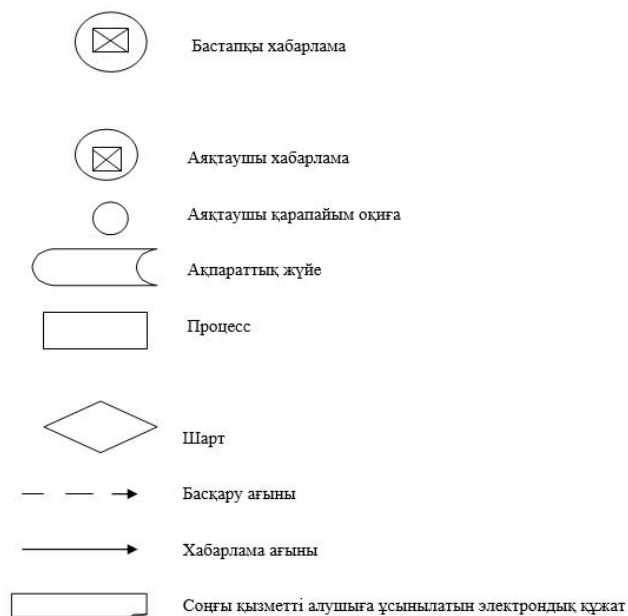 Бастапқы хабарлама
Аяқтаушы хабарлама
Аяқтаушы қарапайым оқиға
Ақпараттық жүйе
Процесс
Шарт
Басқару ағыны
Хабарлама ағыны
Соңғы қызметті алушыға ұсынылатын электрондық құжат